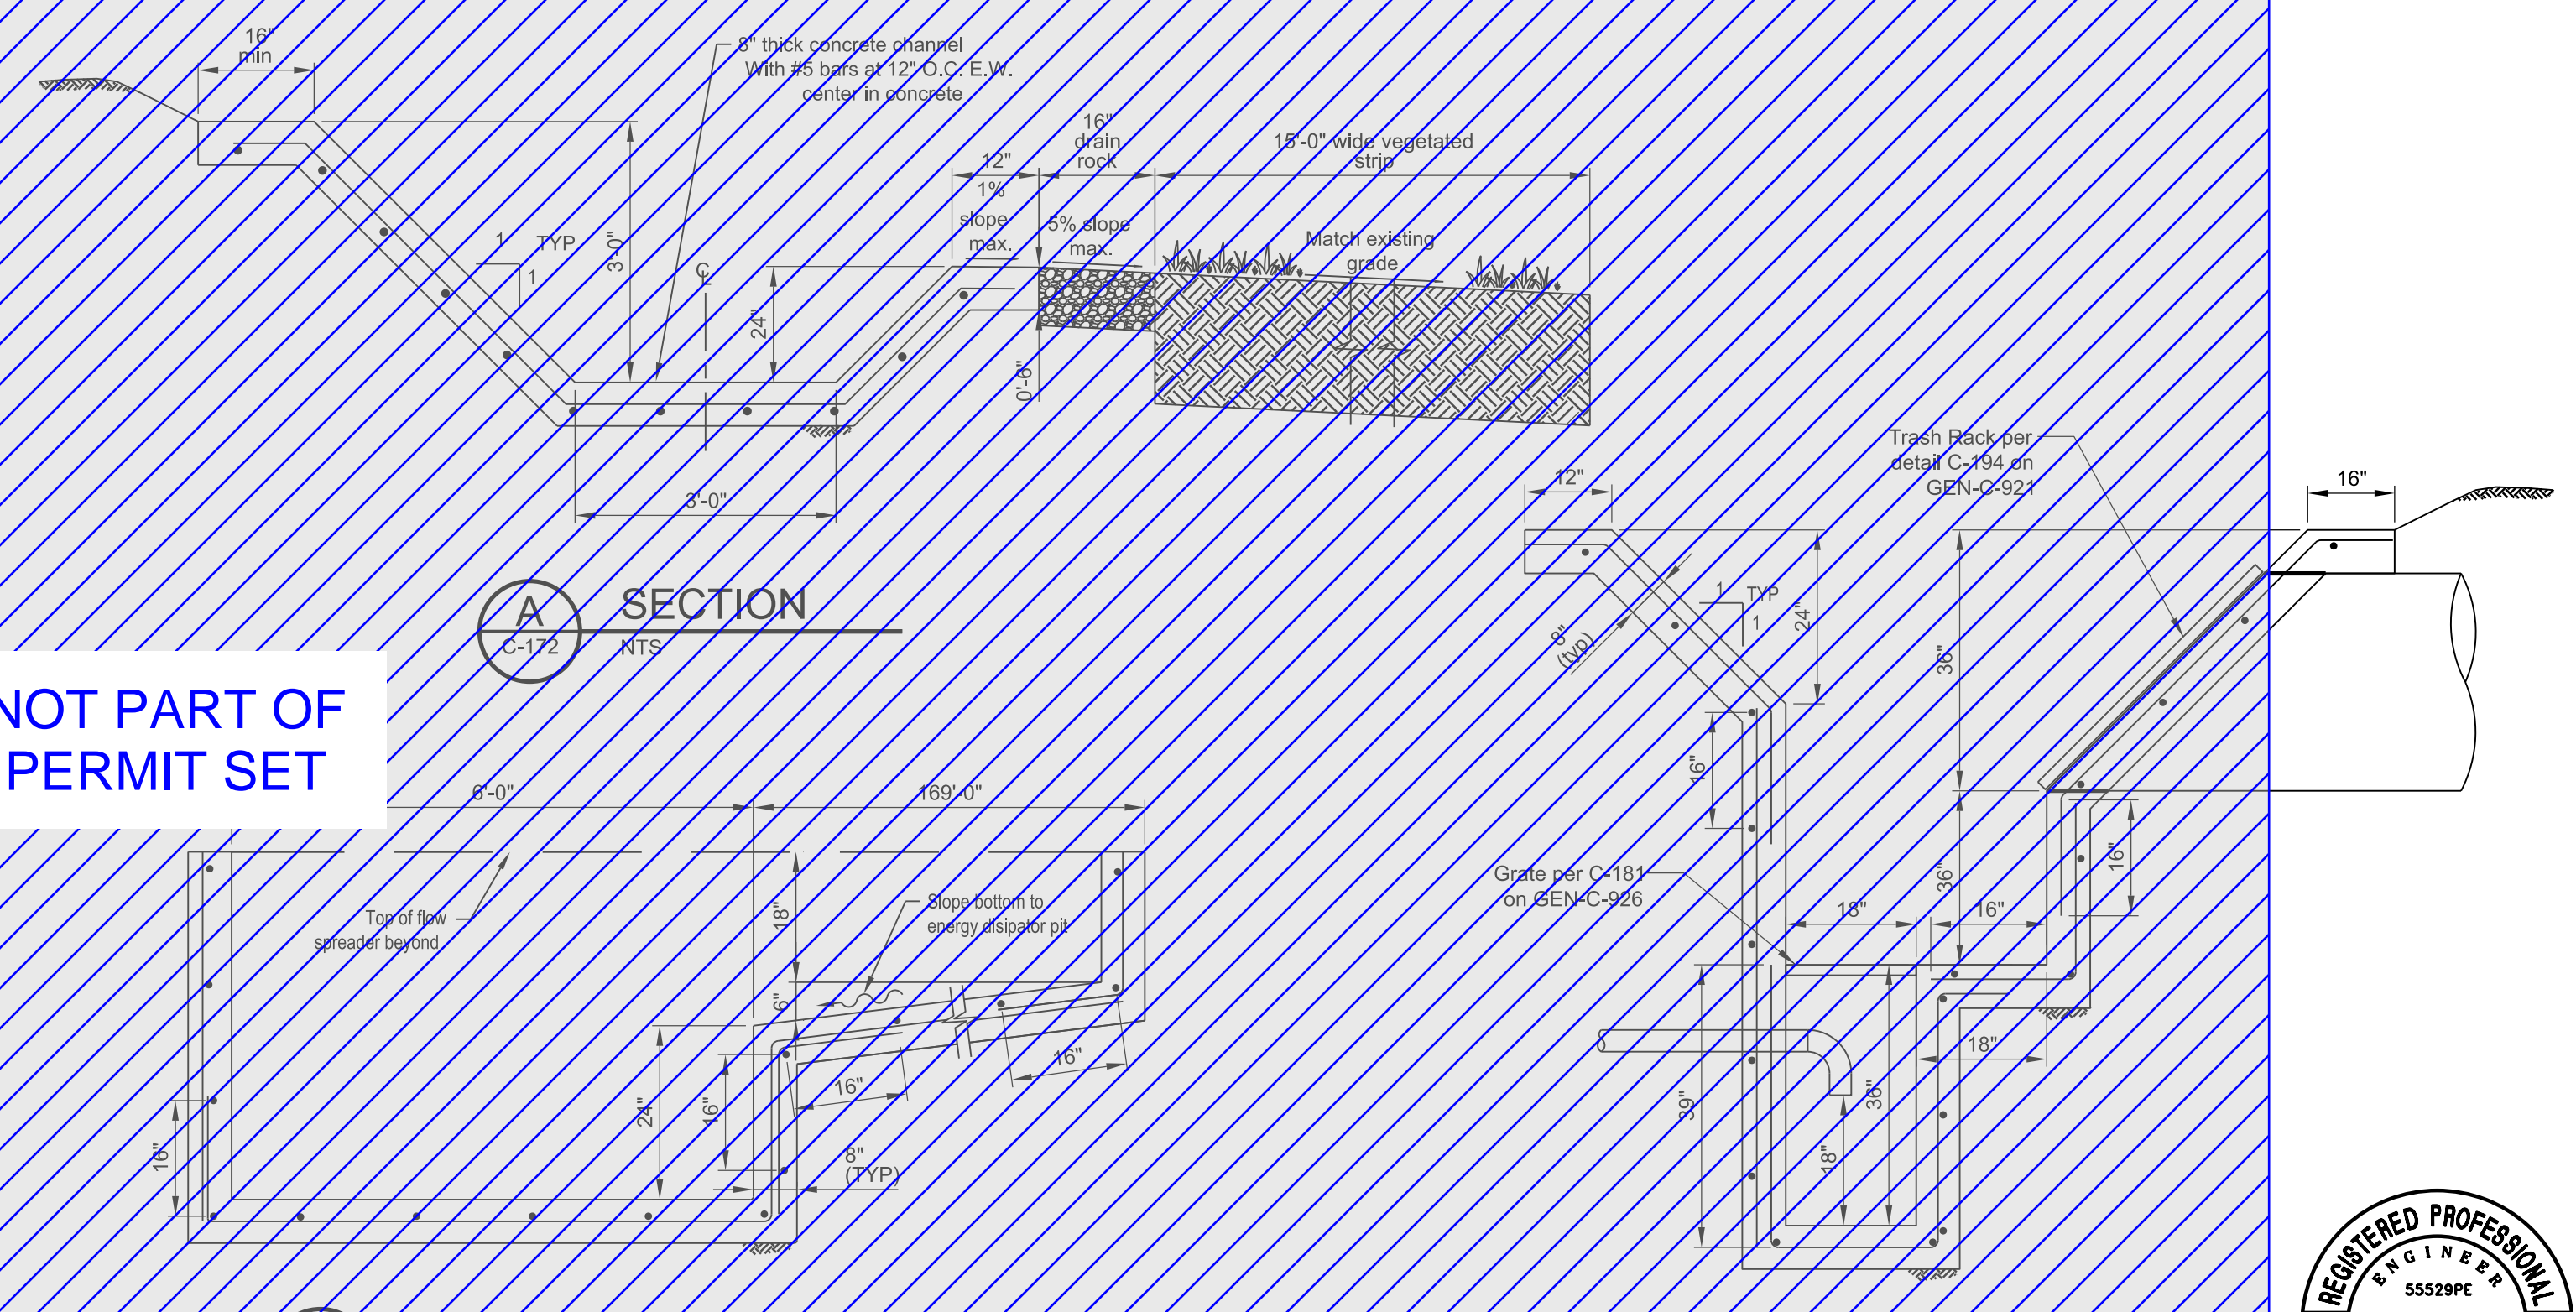 16"
min
8" thick concrete channel
With #5 bars at 12" O.C. E.W.
center in concrete
16"
drain
rock
15'-0" wide vegetated
strip
12"
1%
slope
max.
5% slope
max.
Match existing
grade
1
TYP
1
3'-0"
℄
24"
0'-6"
3'-0"
A
C-172
SECTION
NTS
Trash Rack per
detail C-194 on
GEN-C-921
12"
16"
1
TYP
1
8"
(typ)
24"
36"
16"
36"
16"
Grate per C-181
on GEN-C-926
18"
16"
18"
39"
36"
18"
NOT PART OF
PERMIT SET
6'-0"
169'-0"
Top of flow
spreader beyond
18"
Slope bottom to
energy disipator pit
6"
16"
16"
24"
16"
16"
8"
(TYP)
REGISTERED PROFESSIONAL
ENGINEER
55529PE